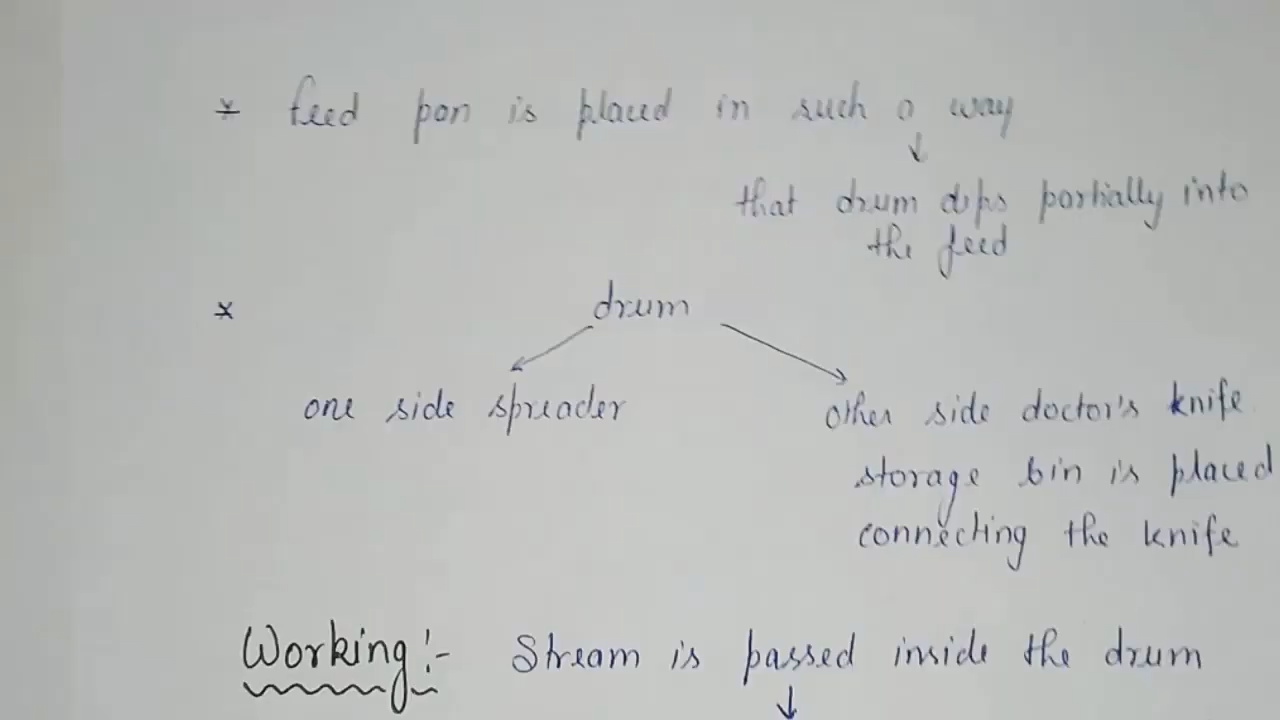 * feed pan is placed in such a way
↓
that drum dips partially into
the feed
* drum
one side spreader
other side doctor's knife
storage bin is placed
connecting the knife
Working:- Stream is passed inside the drum
↓